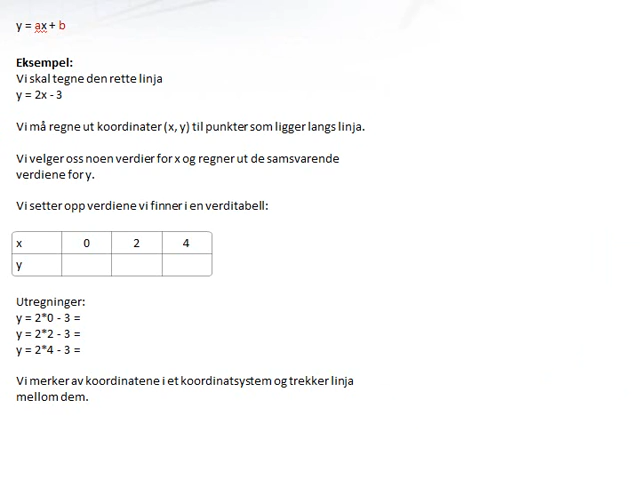 y = ax + b
Eksempel:
Vi skal tegne den rette linja
y = 2x - 3
Vi må regne ut koordinater (x, y) til punkter som ligger langs linja.
Vi velger oss noen verdier for x og regner ut de samsvarende
verdiene for y.
Vi setter opp verdiene vi finner i en verditabell:
x 0 2 4
y
Utregninger:
y = 2*0 - 3 =
y = 2*2 - 3 =
y = 2*4 - 3 =
Vi merker av koordinatene i et koordinatsystem og trekker linja
mellom dem.